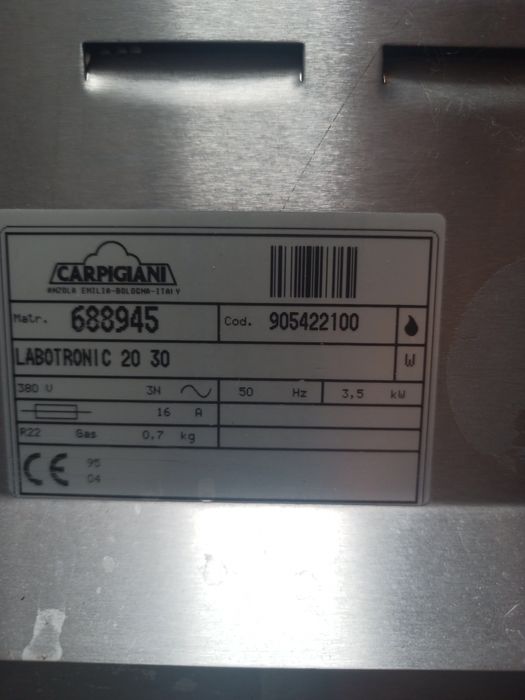 CARPIGIANI
ANZOLA EMILIA-BOLOGNA-ITALY
Matr. 688945 Cod. 905422100
LABOTRONIC 20 30 W
380 V 3N 50 Hz 3,5 kW
16 A
R22 Gas 0,7 kg
CE 95
04